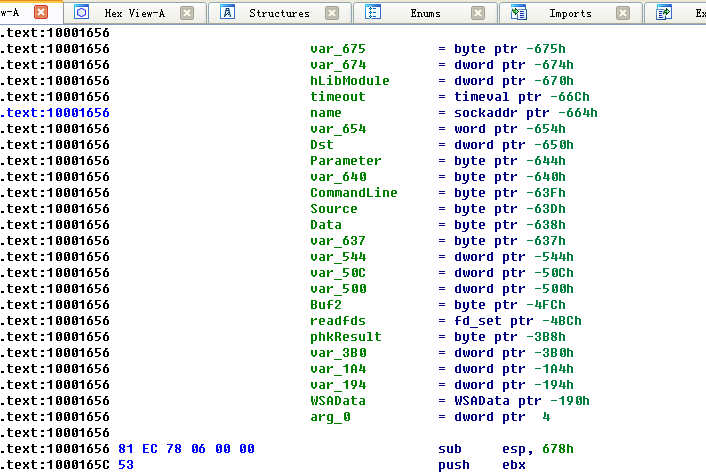 w-A Hex View-A Structures Enums Imports Ex
.text:10001656
.text:10001656 var_675 = byte ptr -675h
.text:10001656 var_674 = dword ptr -674h
.text:10001656 hLibModule = dword ptr -670h
.text:10001656 timeout = timeval ptr -66Ch
.text:10001656 name = sockaddr ptr -664h
.text:10001656 var_654 = word ptr -654h
.text:10001656 Dst = dword ptr -650h
.text:10001656 Parameter = byte ptr -644h
.text:10001656 var_640 = byte ptr -640h
.text:10001656 CommandLine = byte ptr -63Fh
.text:10001656 Source = byte ptr -63Dh
.text:10001656 Data = byte ptr -638h
.text:10001656 var_637 = byte ptr -637h
.text:10001656 var_544 = dword ptr -544h
.text:10001656 var_50C = dword ptr -50Ch
.text:10001656 var_500 = dword ptr -500h
.text:10001656 Buf2 = byte ptr -4FCh
.text:10001656 readfds = fd_set ptr -4BCh
.text:10001656 phkResult = byte ptr -3B8h
.text:10001656 var_3B0 = dword ptr -3B0h
.text:10001656 var_1A4 = dword ptr -1A4h
.text:10001656 var_194 = dword ptr -194h
.text:10001656 WSAData = WSAData ptr -190h
.text:10001656 arg_0 = dword ptr 4
.text:10001656
.text:10001656 81 EC 78 06 00 00 sub esp, 678h
.text:1000165C 53 push ebx